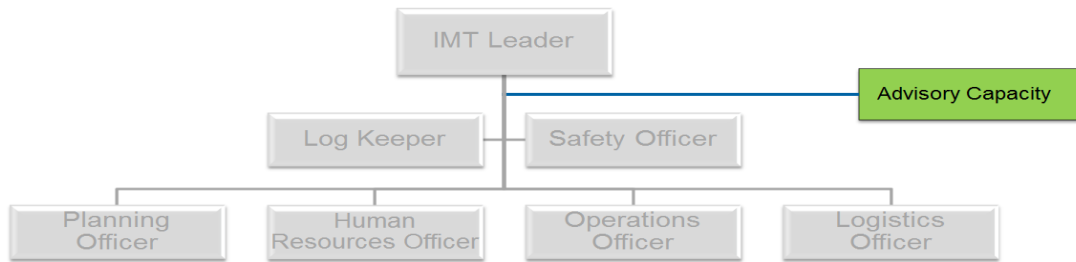 IMT Leader
Advisory Capacity
Log Keeper
Safety Officer
Planning
Officer
Human
Resources Officer
Operations
Officer
Logistics
Officer